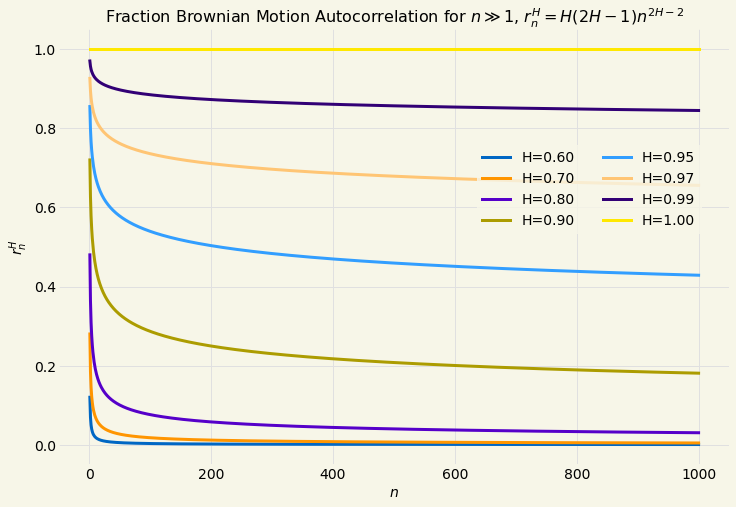 Fraction Brownian Motion Autocorrelation for $n \gg 1$, $r_n^H = H(2H-1)n^{2H-2}$
1.0
0.8
0.6
0.4
0.2
0.0
$r_n^H$
H=0.60
H=0.70
H=0.80
H=0.90
H=0.95
H=0.97
H=0.99
H=1.00
0 200 400 600 800 1000
$n$